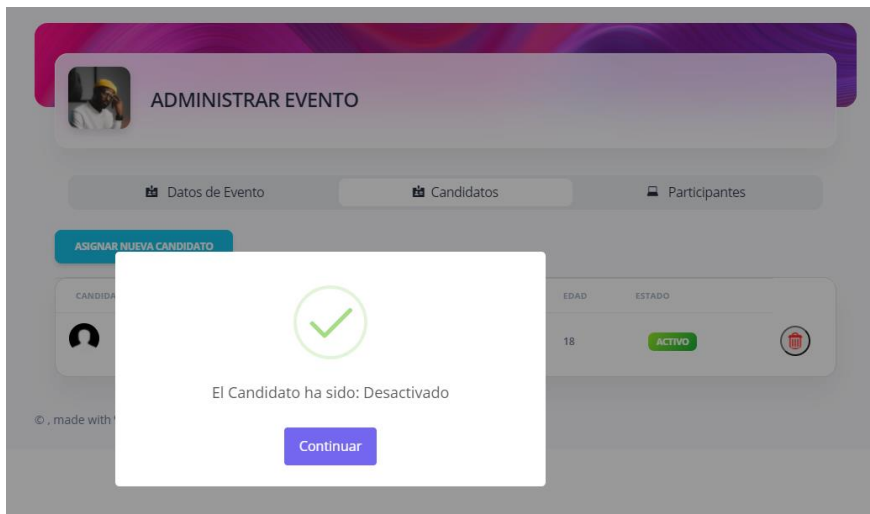 ADMINISTRAR EVENTO
Datos de Evento
Candidatos
Participantes
ASIGNAR NUEVA CANDIDATO
EDAD
ESTADO
18
ACTIVO
El Candidato ha sido: Desactivado
Continuar
© , made with